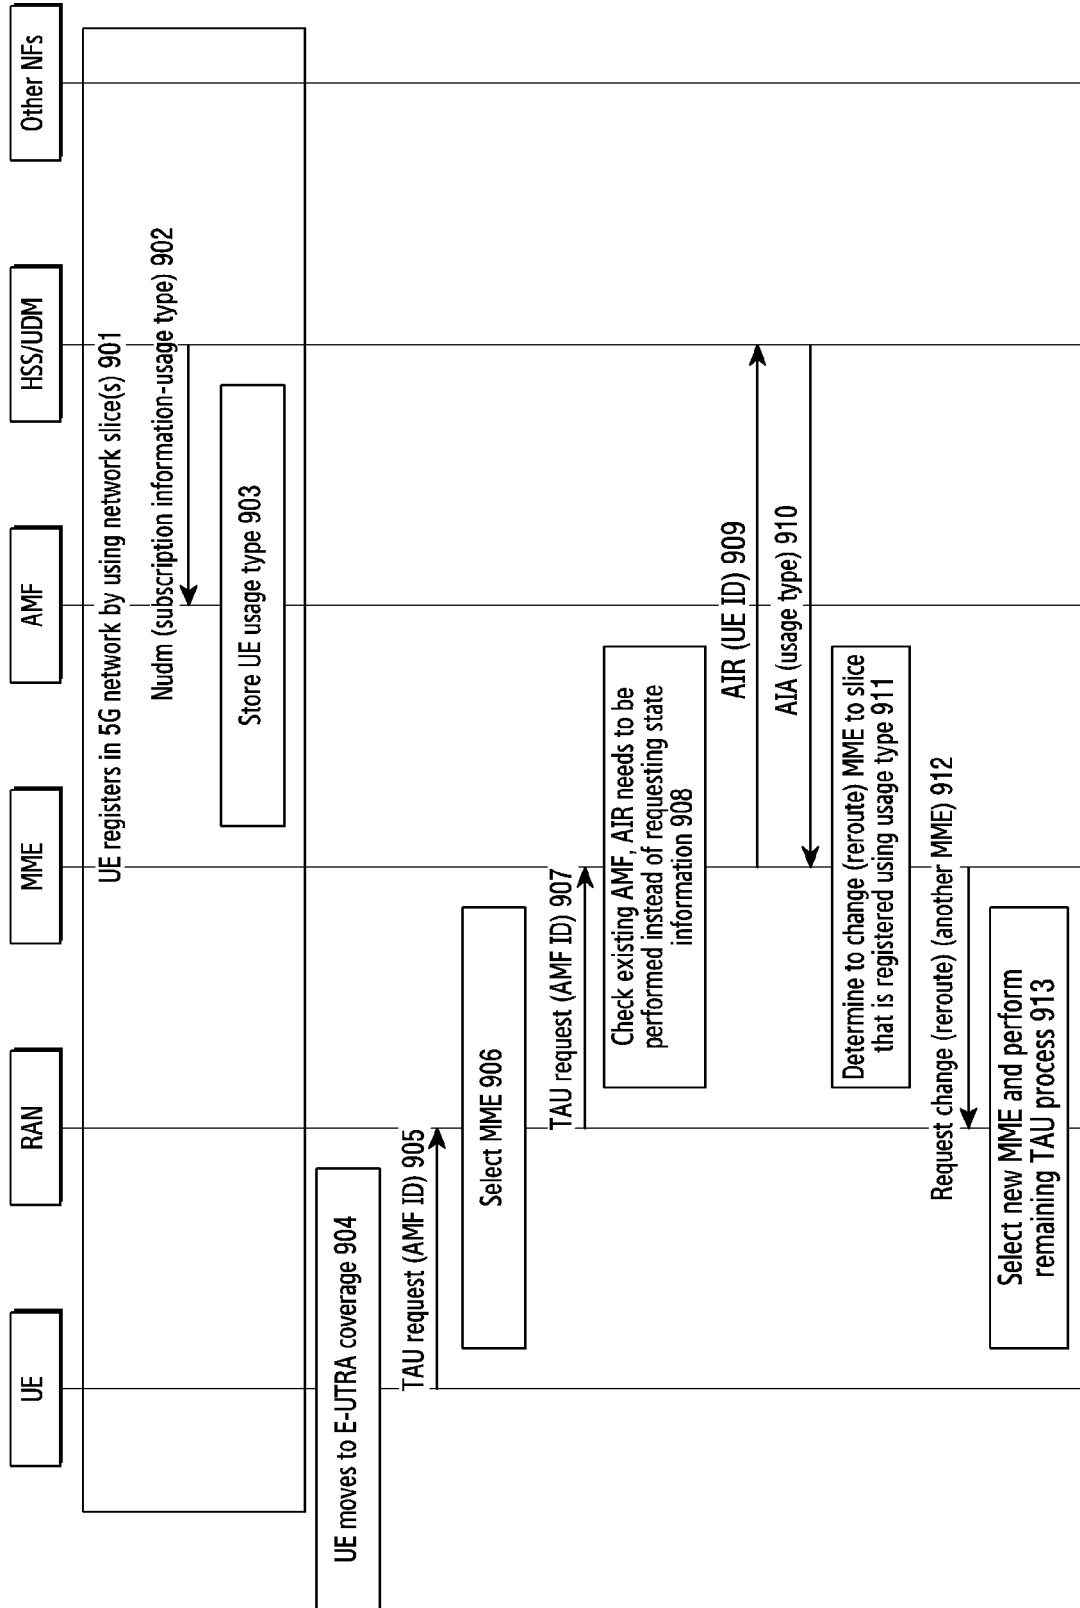 UE
RAN
MME
AMF
HSS/UDM
Other NFs
UE registers in 5G network by using network slice(s) 901
Nudm (subscription information-usage type) 902
Store UE usage type 903
UE moves to E-UTRA coverage 904
TAU request (AMF ID) 905
Select MME 906
TAU request (AMF ID) 907
Check existing AMF, AIR needs to be
performed instead of requesting state
information 908
AIR (UE ID) 909
AIA (usage type) 910
Determine to change (reroute) MME to slice
that is registered using usage type 911
Request change (reroute) (another MME) 912
Select new MME and perform
remaining TAU process 913